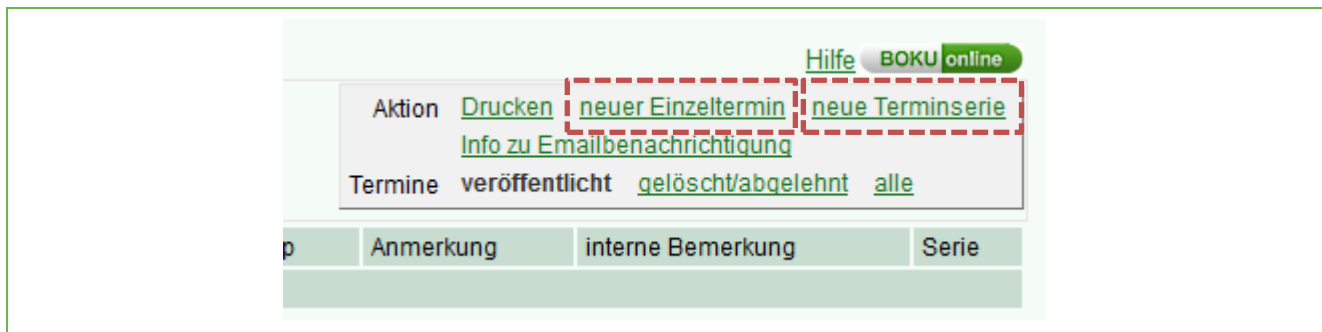 Hilfe BOKU online
Aktion Drucken neuer Einzeltermin neue Terminserie
Info zu Emailbenachrichtigung
Termine veröffentlicht gelöscht/abgelehnt alle
Anmerkung interne Bemerkung Serie